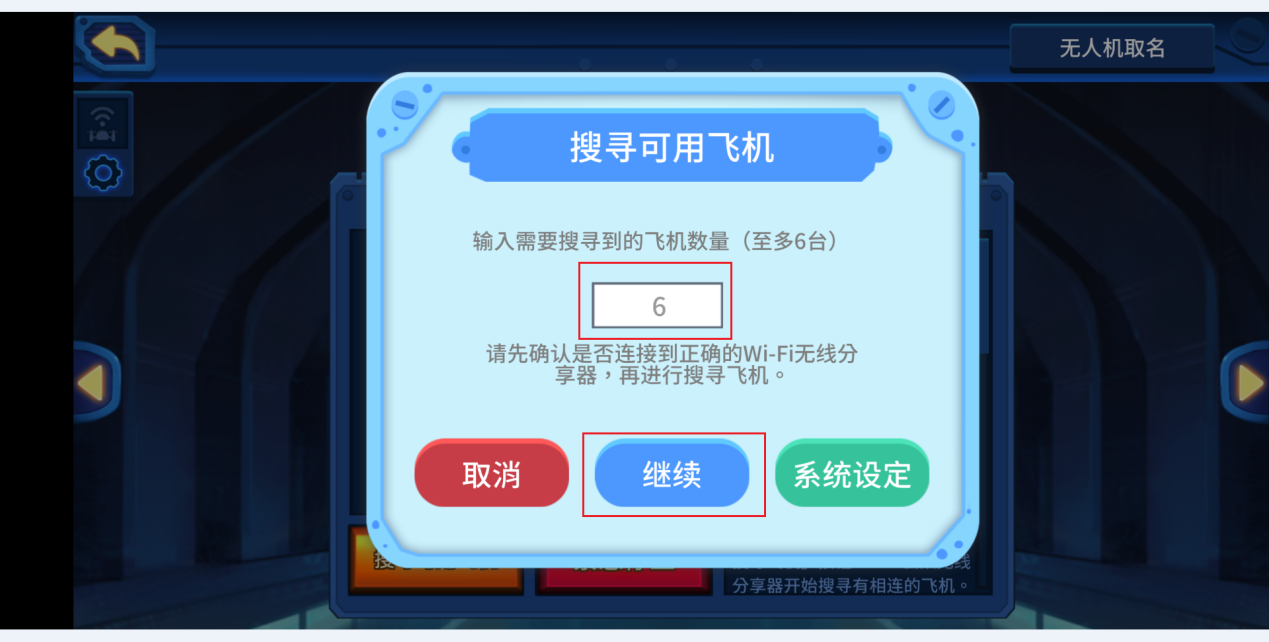 无人机取名
搜寻可用飞机
输入需要搜寻到的飞机数量（至多6台）
6
请先确认是否连接到正确的Wi-Fi无线分
享器，再进行搜寻飞机。
取消
继续
系统设定
分享器开始搜寻有相连的飞机。